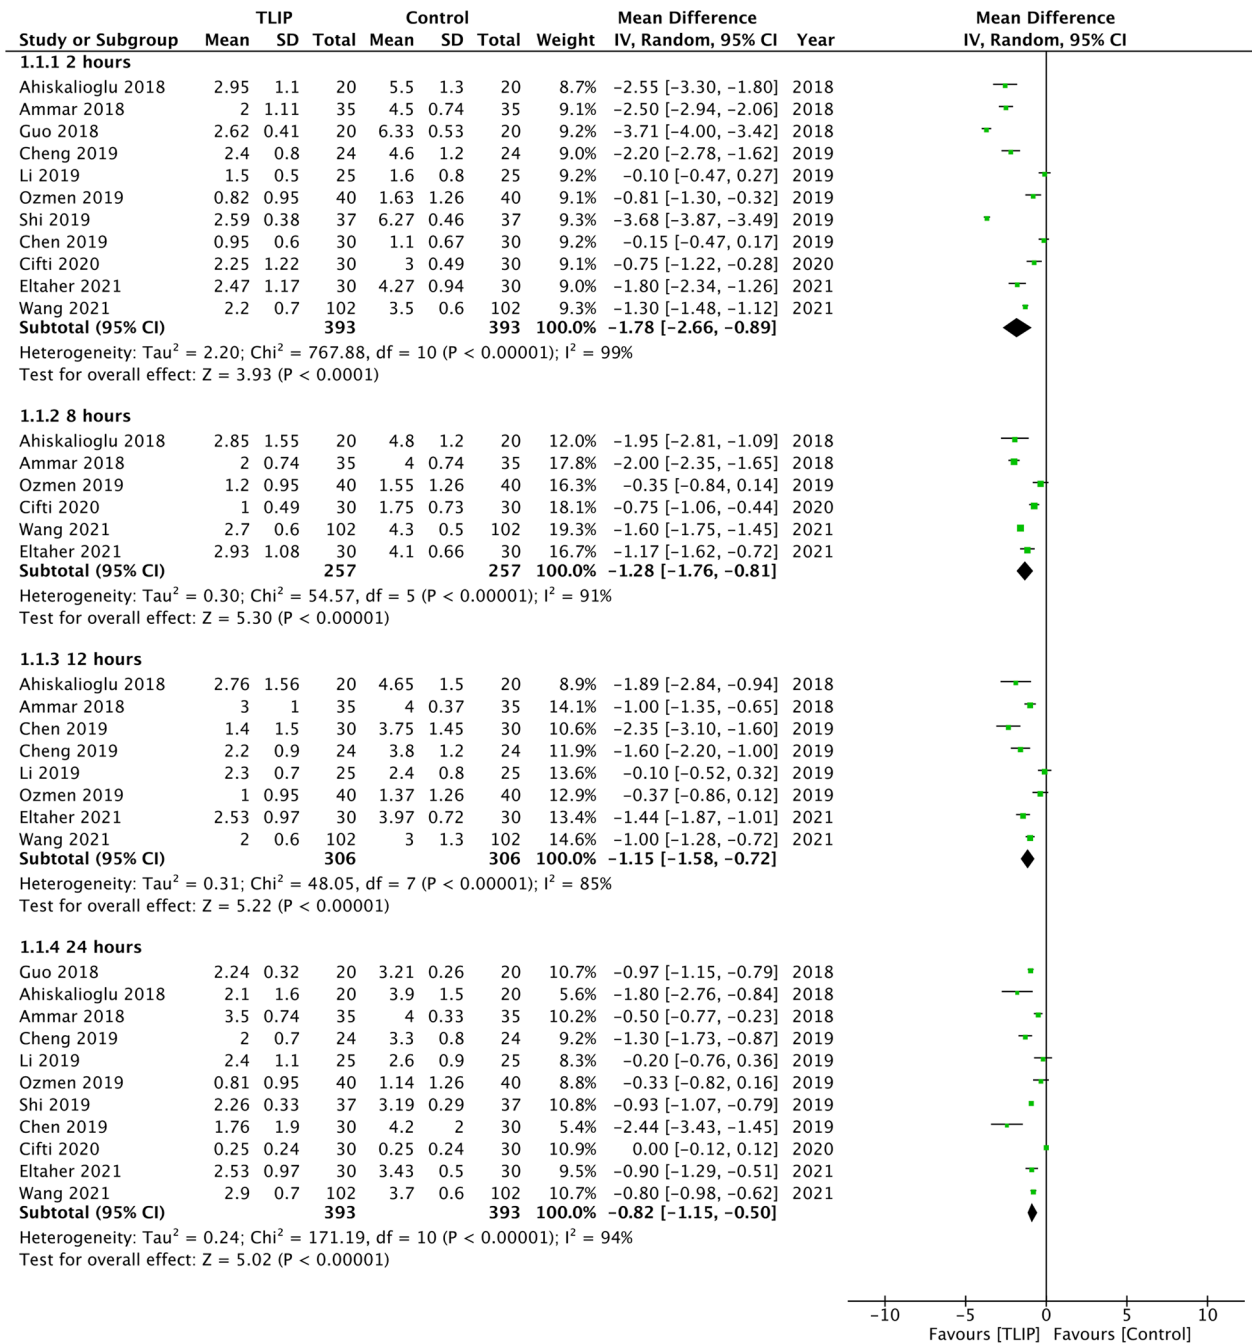 TLIP Control Mean Difference Mean Difference
Study or Subgroup Mean SD Total Mean SD Total Weight IV, Random, 95% CI Year IV, Random, 95% CI
1.1.1 2 hours
Ahiskalioglu 2018 2.95 1.1 20 5.5 1.3 20 8.7% −2.55 [−3.30, −1.80] 2018
Ammar 2018 2 1.11 35 4.5 0.74 35 9.1% −2.50 [−2.94, −2.06] 2018
Guo 2018 2.62 0.41 20 6.33 0.53 20 9.2% −3.71 [−4.00, −3.42] 2018
Cheng 2019 2.4 0.8 24 4.6 1.2 24 9.0% −2.20 [−2.78, −1.62] 2019
Li 2019 1.5 0.5 25 1.6 0.8 25 9.2% −0.10 [−0.47, 0.27] 2019
Ozmen 2019 0.82 0.95 40 1.63 1.26 40 9.1% −0.81 [−1.30, −0.32] 2019
Shi 2019 2.59 0.38 37 6.27 0.46 37 9.3% −3.68 [−3.87, −3.49] 2019
Chen 2019 0.95 0.6 30 1.1 0.67 30 9.2% −0.15 [−0.47, 0.17] 2019
Cifti 2020 2.25 1.22 30 3 0.49 30 9.1% −0.75 [−1.22, −0.28] 2020
Eltaher 2021 2.47 1.17 30 4.27 0.94 30 9.0% −1.80 [−2.34, −1.26] 2021
Wang 2021 2.2 0.7 102 3.5 0.6 102 9.3% −1.30 [−1.48, −1.12] 2021
Subtotal (95% CI) 393 393 100.0% −1.78 [−2.66, −0.89]
Heterogeneity: Tau² = 2.20; Chi² = 767.88, df = 10 (P < 0.00001); I² = 99%
Test for overall effect: Z = 3.93 (P < 0.0001)
1.1.2 8 hours
Ahiskalioglu 2018 2.85 1.55 20 4.8 1.2 20 12.0% −1.95 [−2.81, −1.09] 2018
Ammar 2018 2 0.74 35 4 0.74 35 17.8% −2.00 [−2.35, −1.65] 2018
Ozmen 2019 1.2 0.95 40 1.55 1.26 40 16.3% −0.35 [−0.84, 0.14] 2019
Cifti 2020 1 0.49 30 1.75 0.73 30 18.1% −0.75 [−1.06, −0.44] 2020
Wang 2021 2.7 0.6 102 4.3 0.5 102 19.3% −1.60 [−1.75, −1.45] 2021
Eltaher 2021 2.93 1.08 30 4.1 0.66 30 16.7% −1.17 [−1.62, −0.72] 2021
Subtotal (95% CI) 257 257 100.0% −1.28 [−1.76, −0.81]
Heterogeneity: Tau² = 0.30; Chi² = 54.57, df = 5 (P < 0.00001); I² = 91%
Test for overall effect: Z = 5.30 (P < 0.00001)
1.1.3 12 hours
Ahiskalioglu 2018 2.76 1.56 20 4.65 1.5 20 8.9% −1.89 [−2.84, −0.94] 2018
Ammar 2018 3 1 35 4 0.37 35 14.1% −1.00 [−1.35, −0.65] 2018
Chen 2019 1.4 1.5 30 3.75 1.45 30 10.6% −2.35 [−3.10, −1.60] 2019
Cheng 2019 2.2 0.9 24 3.8 1.2 24 11.9% −1.60 [−2.20, −1.00] 2019
Li 2019 2.3 0.7 25 2.4 0.8 25 13.6% −0.10 [−0.52, 0.32] 2019
Ozmen 2019 1 0.95 40 1.37 1.26 40 12.9% −0.37 [−0.86, 0.12] 2019
Eltaher 2021 2.53 0.97 30 3.97 0.72 30 13.4% −1.44 [−1.87, −1.01] 2021
Wang 2021 2 0.6 102 3 1.3 102 14.6% −1.00 [−1.28, −0.72] 2021
Subtotal (95% CI) 306 306 100.0% −1.15 [−1.58, −0.72]
Heterogeneity: Tau² = 0.31; Chi² = 48.05, df = 7 (P < 0.00001); I² = 85%
Test for overall effect: Z = 5.22 (P < 0.00001)
1.1.4 24 hours
Guo 2018 2.24 0.32 20 3.21 0.26 20 10.7% −0.97 [−1.15, −0.79] 2018
Ahiskalioglu 2018 2.1 1.6 20 3.9 1.5 20 5.6% −1.80 [−2.76, −0.84] 2018
Ammar 2018 3.5 0.74 35 4 0.33 35 10.2% −0.50 [−0.77, −0.23] 2018
Cheng 2019 2 0.7 24 3.3 0.8 24 9.2% −1.30 [−1.73, −0.87] 2019
Li 2019 2.4 1.1 25 2.6 0.9 25 8.3% −0.20 [−0.76, 0.36] 2019
Ozmen 2019 0.81 0.95 40 1.14 1.26 40 8.8% −0.33 [−0.82, 0.16] 2019
Shi 2019 2.26 0.33 37 3.19 0.29 37 10.8% −0.93 [−1.07, −0.79] 2019
Chen 2019 1.76 1.9 30 4.2 2 30 5.4% −2.44 [−3.43, −1.45] 2019
Cifti 2020 0.25 0.24 30 0.25 0.24 30 10.9% 0.00 [−0.12, 0.12] 2020
Eltaher 2021 2.53 0.97 30 3.43 0.5 30 9.5% −0.90 [−1.29, −0.51] 2021
Wang 2021 2.9 0.7 102 3.7 0.6 102 10.7% −0.80 [−0.98, −0.62] 2021
Subtotal (95% CI) 393 393 100.0% −0.82 [−1.15, −0.50]
Heterogeneity: Tau² = 0.24; Chi² = 171.19, df = 10 (P < 0.00001); I² = 94%
Test for overall effect: Z = 5.02 (P < 0.00001)
−10 −5 0 5 10
Favours [TLIP] Favours [Control]